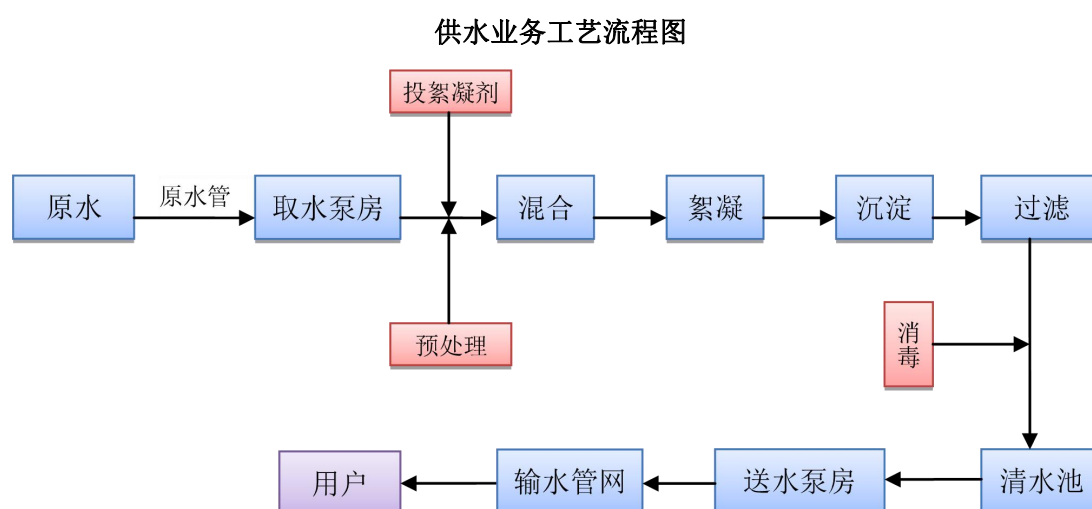 供水业务工艺流程图
投絮凝剂
原水
原水管
取水泵房
混合
絮凝
沉淀
过滤
预处理
消毒
用户
输水管网
送水泵房
清水池